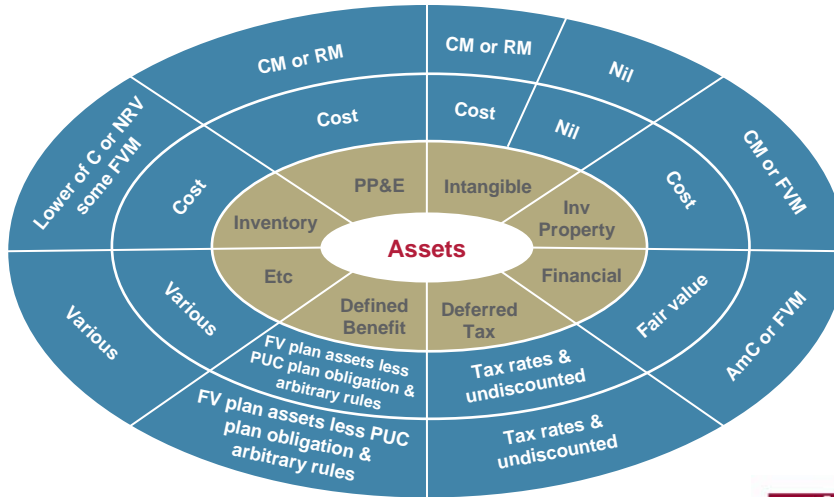 CM or RM
CM or RM
Nil
Lower of C or NRV
some FVM
Cost
Cost
Nil
CM or FVM
Cost
PP&E
Intangible
Cost
Inventory
Inv
Property
Assets
Etc
Financial
Defined
Benefit
Deferred
Tax
Various
Various
Fair value
AmC or FVM
FV plan assets less
PUC plan obligation &
arbitrary rules
Tax rates &
undiscounted
FV plan assets less PUC
plan obligation &
arbitrary rules
Tax rates &
undiscounted